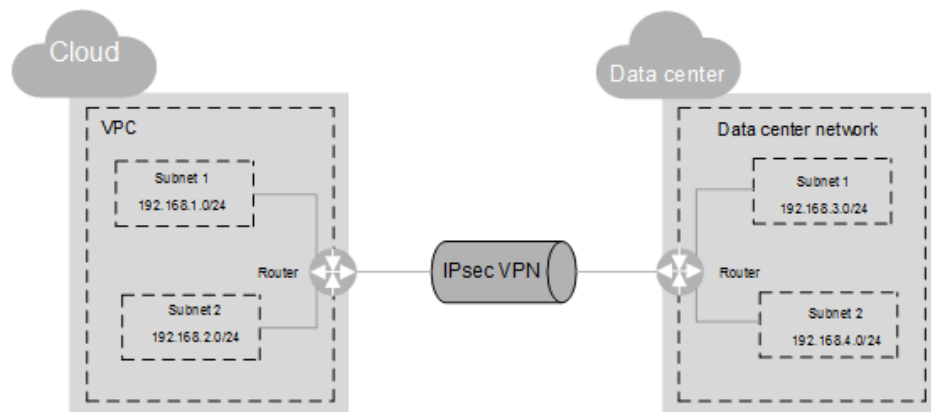 Cloud
VPC
Subnet 1
192.168.1.0/24
Router
Subnet 2
192.168.2.0/24
IPsec VPN
Data center
Data center network
Subnet 1
192.168.3.0/24
Router
Subnet 2
192.168.4.0/24